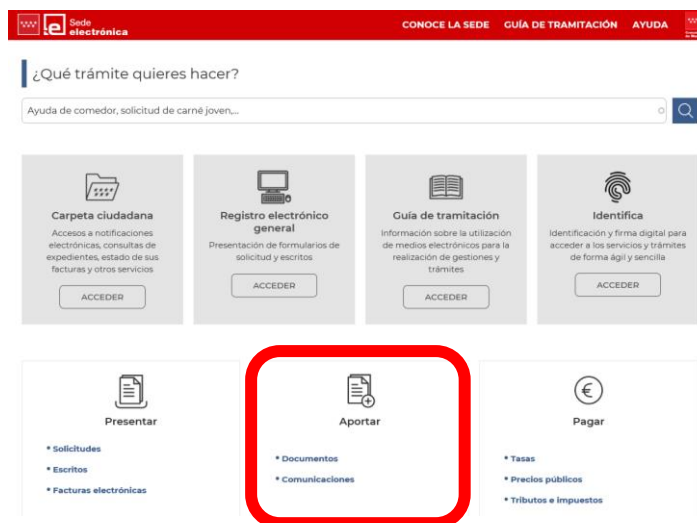 Sede
electrónica
CONOCE LA SEDE GUÍA DE TRAMITACIÓN AYUDA
¿Qué trámite quieres hacer?
Ayuda de comedor, solicitud de carné joven,...
Carpeta ciudadana
Accesos a notificaciones
electrónicas, consultas de
expedientes, estado de sus
facturas y otros servicios
ACCEDER
Registro electrónico
general
Presentación de formularios de
solicitud y escritos
ACCEDER
Guía de tramitación
Información sobre la utilización
de medios electrónicos para la
realización de gestiones y
trámites
ACCEDER
Identifica
Identificación y firma digital para
acceder a los servicios y trámites
de forma ágil y sencilla
ACCEDER
Presentar
• Solicitudes
• Escritos
• Facturas electrónicas
Aportar
• Documentos
• Comunicaciones
Pagar
• Tasas
• Precios públicos
• Tributos e impuestos